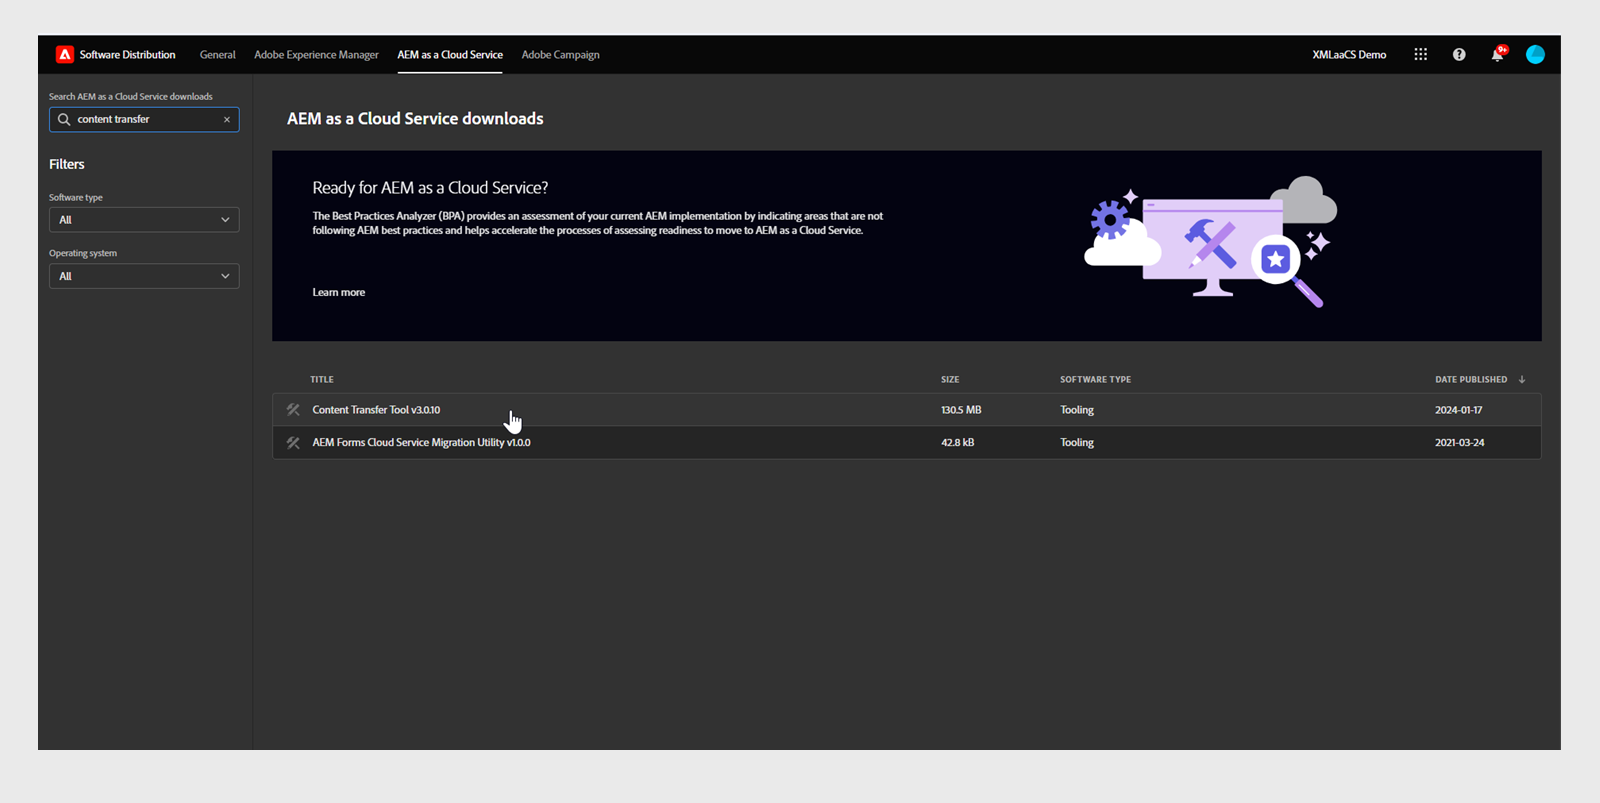 Software Distribution General Adobe Experience Manager AEM as a Cloud Service Adobe Campaign XMLaaCS Demo 9+
Search AEM as a Cloud Service downloads
content transfer
Filters
Software type
All
Operating system
All
AEM as a Cloud Service downloads
Ready for AEM as a Cloud Service?
The Best Practices Analyzer (BPA) provides an assessment of your current AEM implementation by indicating areas that are not
following AEM best practices and helps accelerate the processes of assessing readiness to move to AEM as a Cloud Service.
Learn more
TITLE SIZE SOFTWARE TYPE DATE PUBLISHED
Content Transfer Tool v3.0.10 130.5 MB Tooling 2024-01-17
AEM Forms Cloud Service Migration Utility v1.0.0 42.8 kB Tooling 2021-03-24